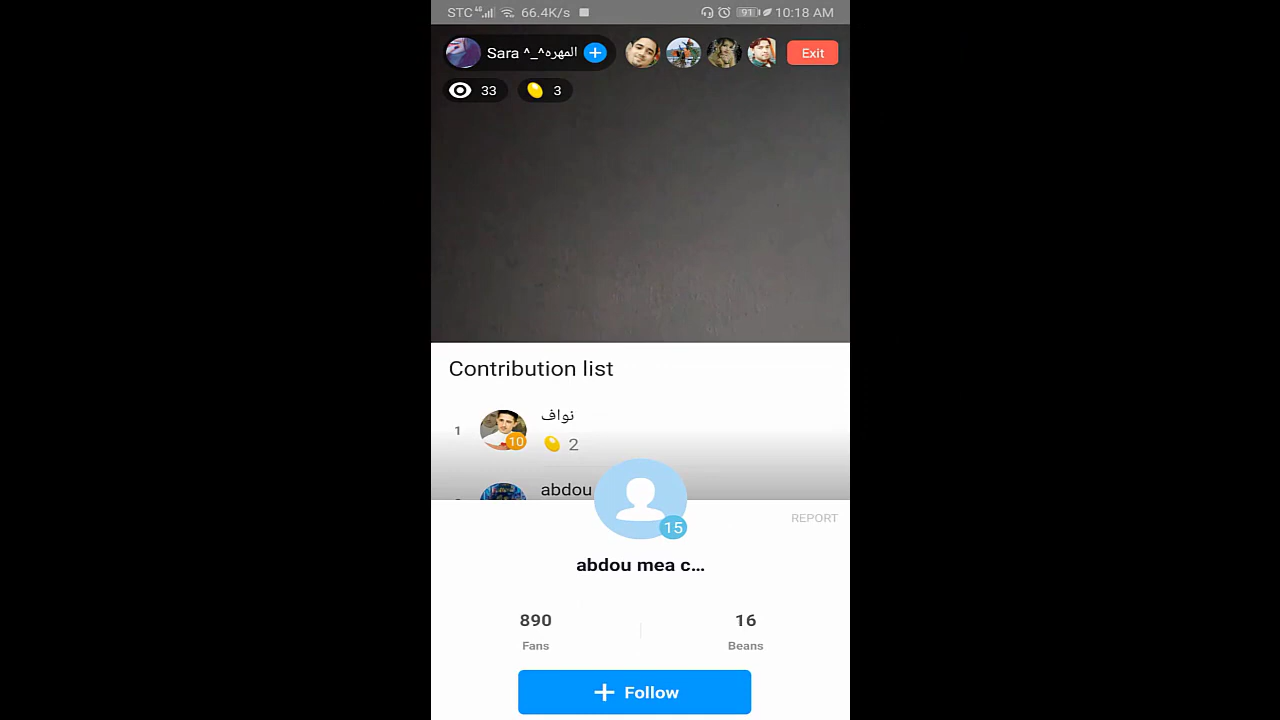 STC 4G 66.4K/s 91 10:18 AM
Sara ^_^المهره Exit
33 3
Contribution list
1 نواف
10 2
abdou
15 REPORT
abdou mea c...
890 16
Fans Beans
Follow